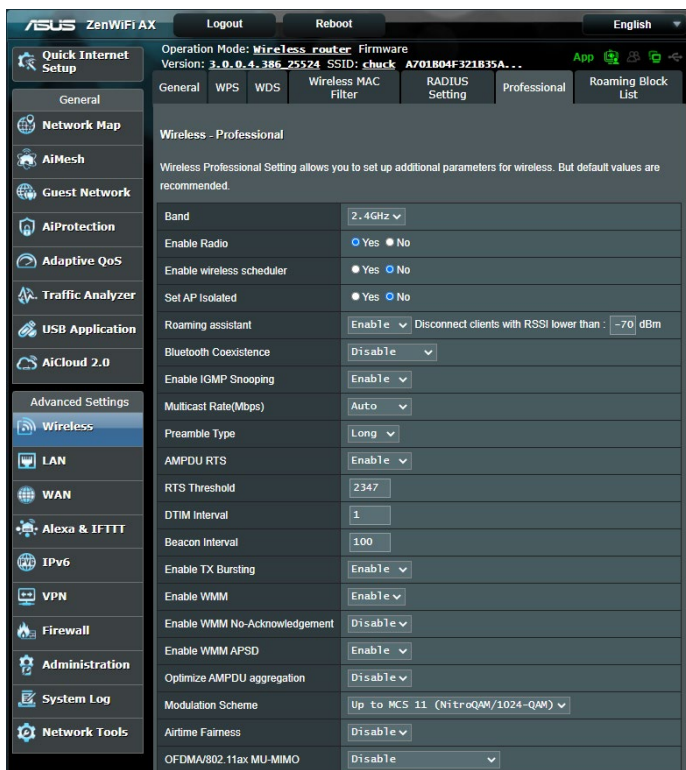 ASUS ZenWiFi AX Logout Reboot English
Operation Mode: Wireless router Firmware
Version: 3.0.0.4.386_25524 SSID: chuck A701B04F321B35A...
App
Quick Internet Setup
General
Network Map
AiMesh
Guest Network
AiProtection
Adaptive QoS
Traffic Analyzer
USB Application
AiCloud 2.0
Advanced Settings
Wireless
LAN
WAN
Alexa & IFTTT
IPv6
VPN
Firewall
Administration
System Log
Network Tools
General WPS WDS Wireless MAC Filter RADIUS Setting Professional Roaming Block List
Wireless - Professional
Wireless Professional Setting allows you to set up additional parameters for wireless. But default values are
recommended.
Band 2.4GHz
Enable Radio Yes No
Enable wireless scheduler Yes No
Set AP Isolated Yes No
Roaming assistant Enable Disconnect clients with RSSI lower than : -70 dBm
Bluetooth Coexistence Disable
Enable IGMP Snooping Enable
Multicast Rate(Mbps) Auto
Preamble Type Long
AMPDU RTS Enable
RTS Threshold 2347
DTIM Interval 1
Beacon Interval 100
Enable TX Bursting Enable
Enable WMM Enable
Enable WMM No-Acknowledgement Disable
Enable WMM APSD Enable
Optimize AMPDU aggregation Disable
Modulation Scheme Up to MCS 11 (NitroQAM/1024-QAM)
Airtime Fairness Disable
OFDMA/802.11ax MU-MIMO Disable